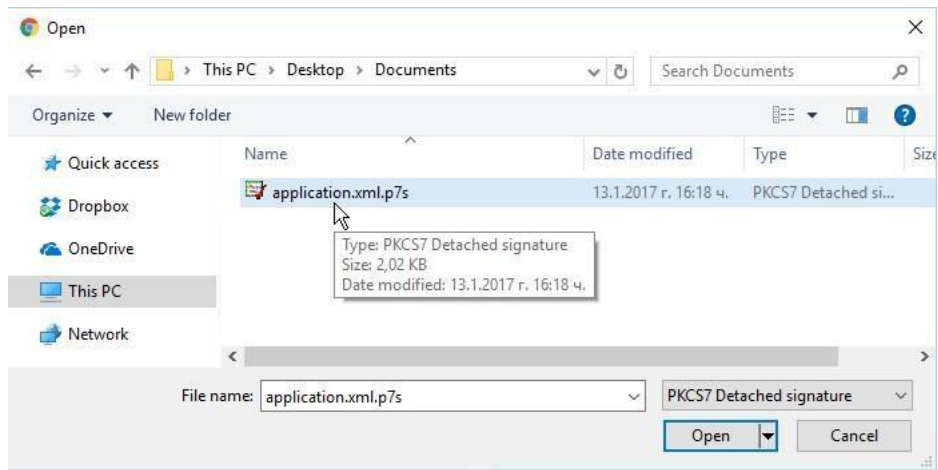 Open
This PC > Desktop > Documents
Search Documents
Organize
New folder
Quick access
Dropbox
OneDrive
This PC
Network
Name
Date modified
Type
Size
application.xml.p7s
13.1.2017 г. 16:18 ч.
PKCS7 Detached si...
Type: PKCS7 Detached signature
Size: 2,02 KB
Date modified: 13.1.2017 г. 16:18 ч.
File name:
application.xml.p7s
PKCS7 Detached signature
Open
Cancel